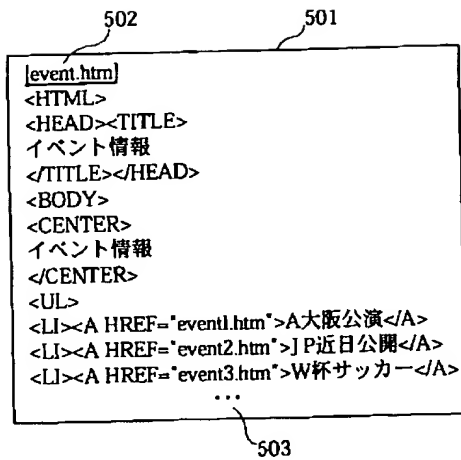 502
501
event.htm
<HTML>
<HEAD><TITLE>
イベント情報
</TITLE></HEAD>
<BODY>
<CENTER>
イベント情報
</CENTER>
<UL>
<LI><A HREF="event1.htm">A大阪公演</A>
<LI><A HREF="event2.htm">JP近日公開</A>
<LI><A HREF="event3.htm">W杯サッカー</A>
...
503